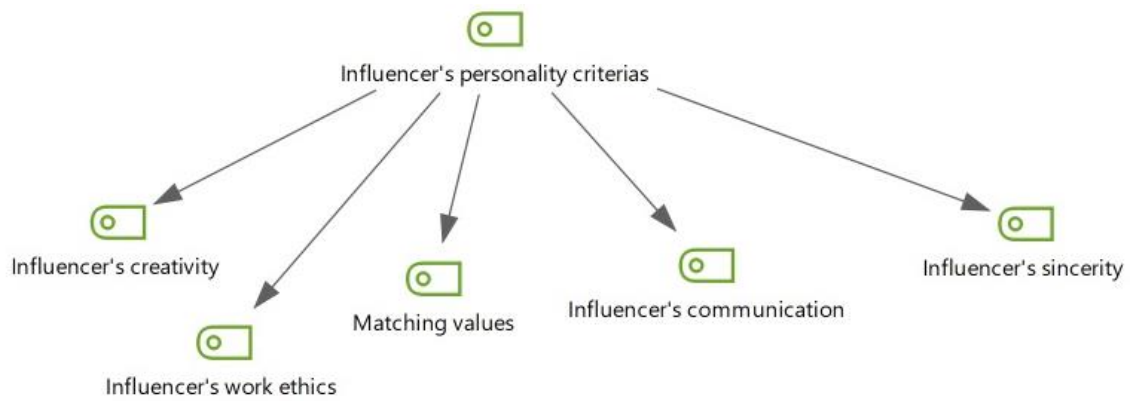 Influencer's personality criterias
Influencer's creativity
Influencer's sincerity
Influencer's communication
Matching values
Influencer's work ethics